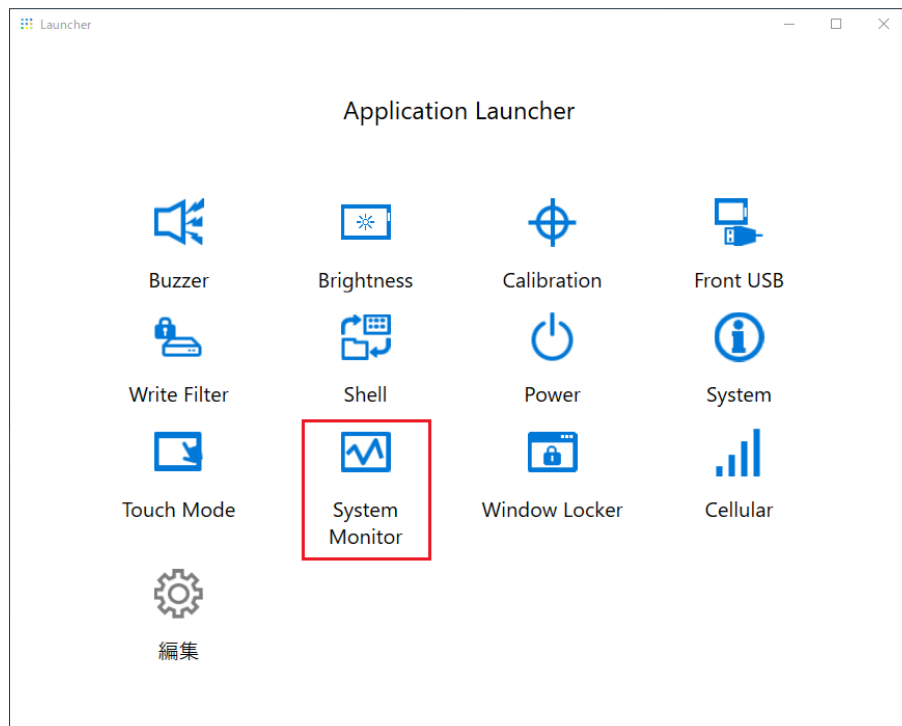 Launcher
Application Launcher
Buzzer
Brightness
Calibration
Front USB
Write Filter
Shell
Power
System
Touch Mode
System
Monitor
Window Locker
Cellular
編集